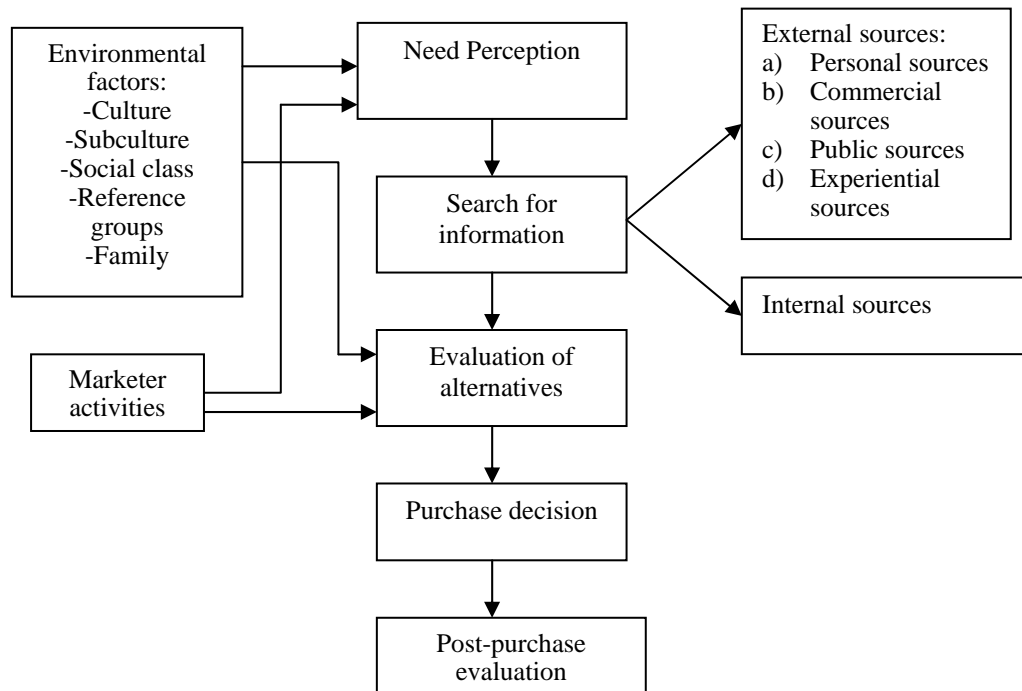 Environmental
factors:
-Culture
-Subculture
-Social class
-Reference
groups
-Family
Marketer
activities
Need Perception
Search for
information
Evaluation of
alternatives
Purchase decision
Post-purchase
evaluation
External sources:
a) Personal sources
b) Commercial
sources
c) Public sources
d) Experiential
sources
Internal sources